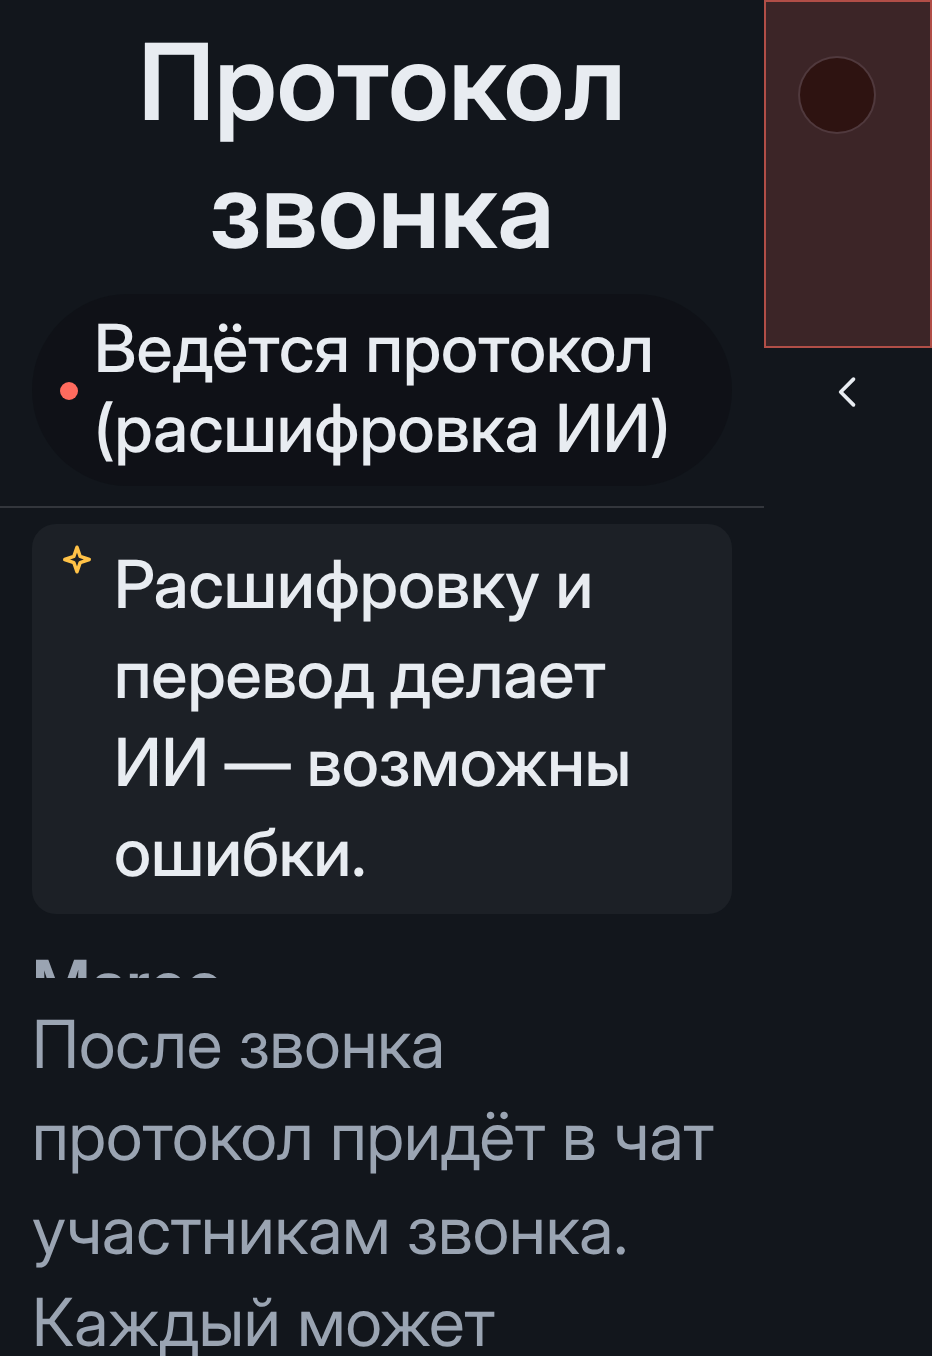 Протокол
звонка
Ведётся протокол
(расшифровка ИИ)
Расшифровку и
перевод делает
ИИ — возможны
ошибки.
После звонка
протокол придёт в чат
участникам звонка.
Каждый может